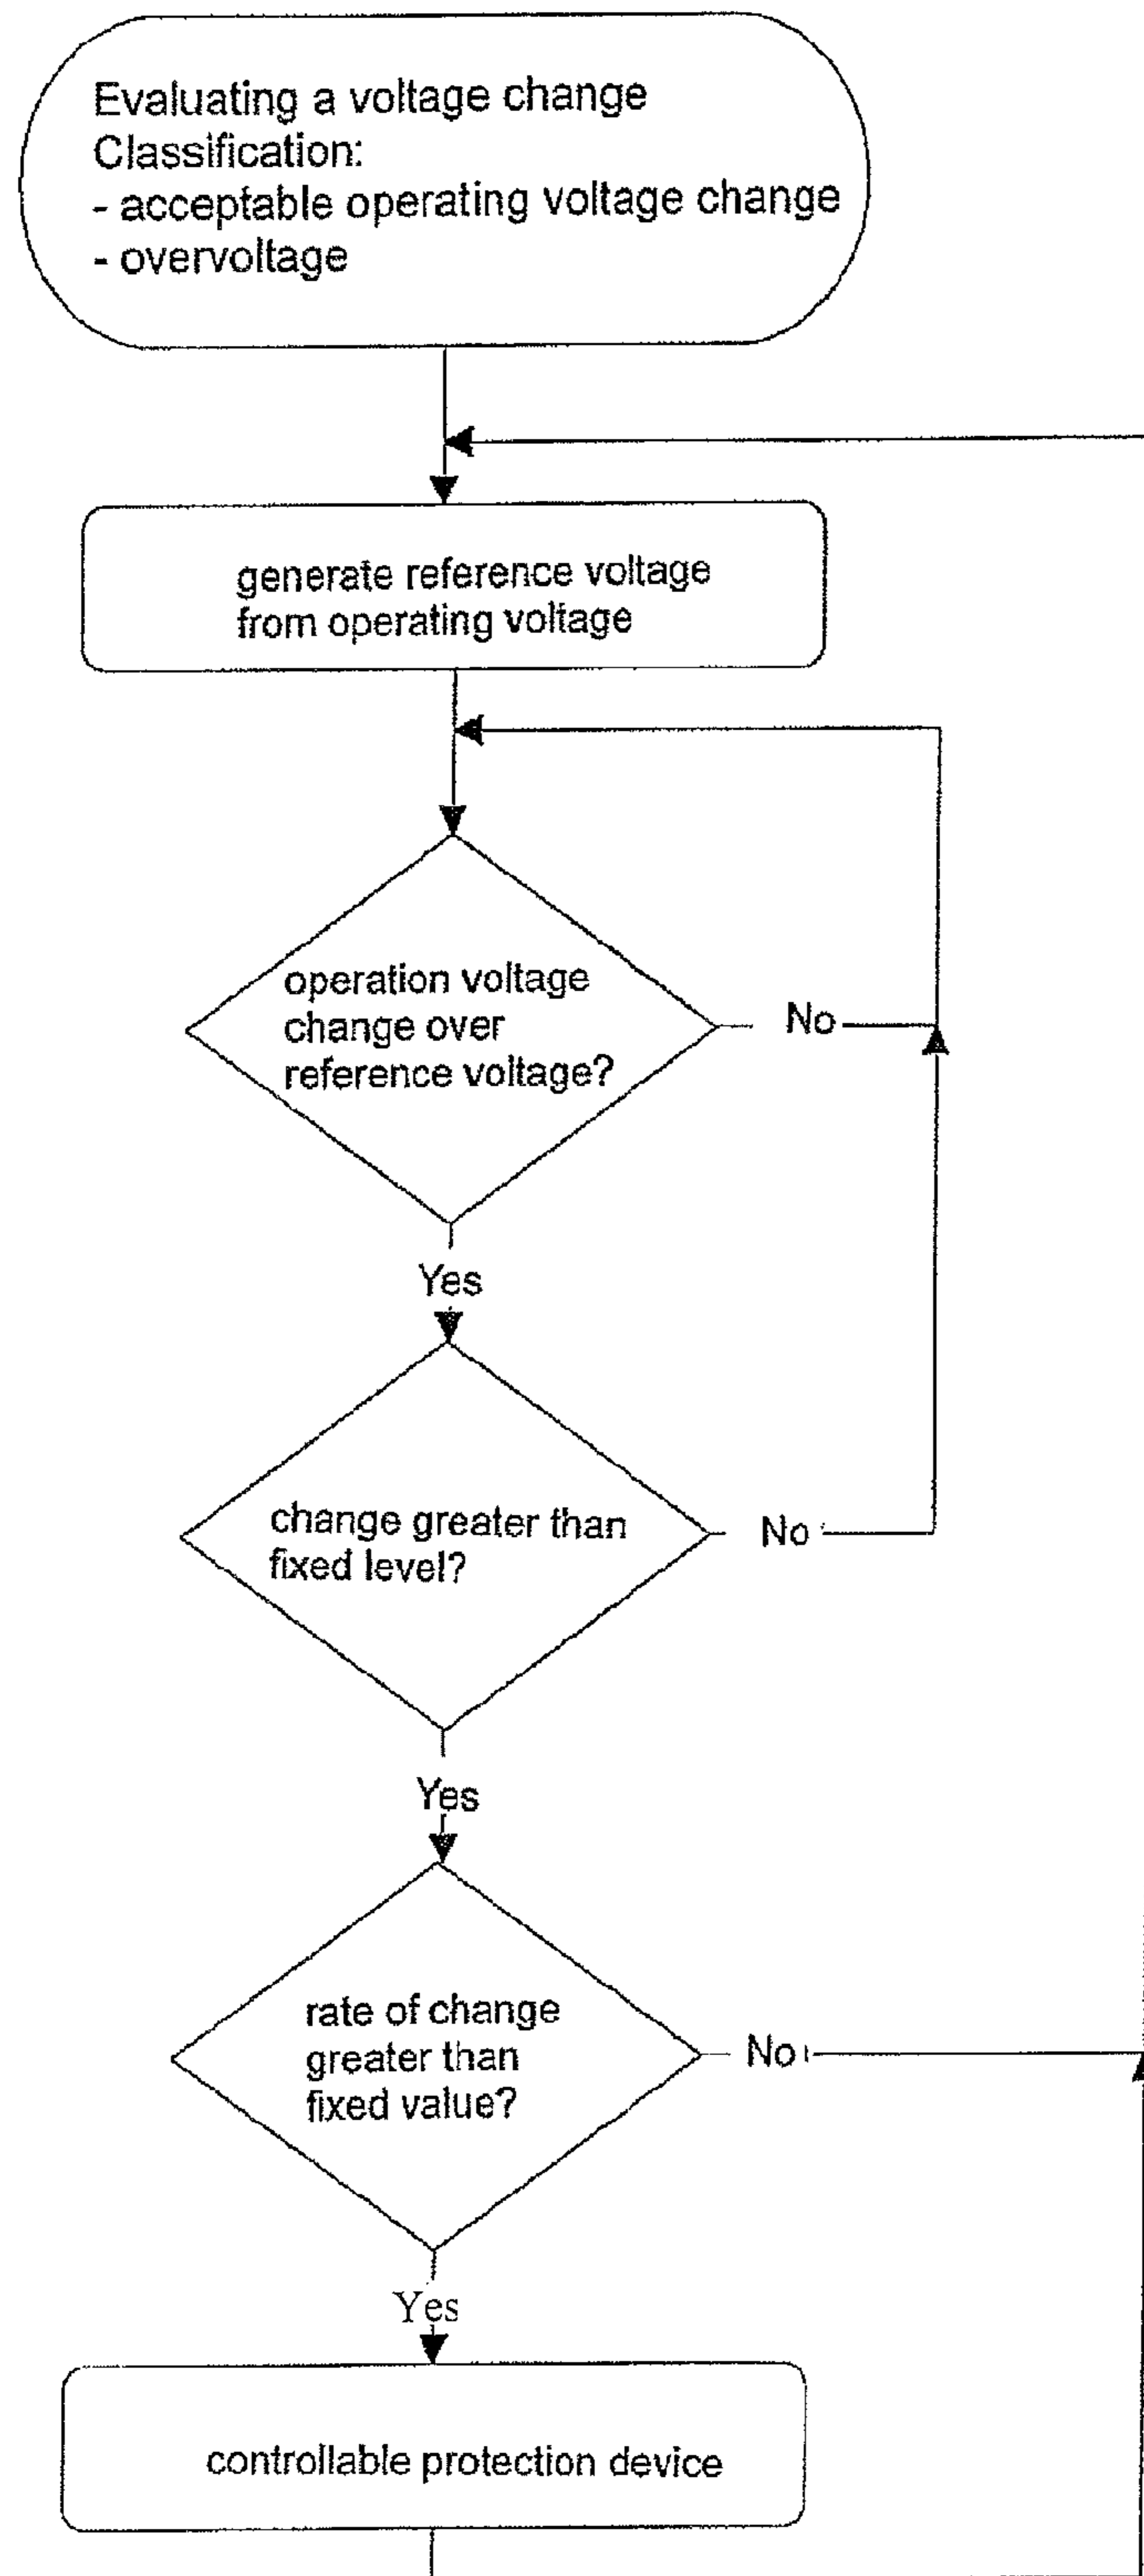 Evaluating a voltage change
Classification:
- acceptable operating voltage change
- overvoltage
generate reference voltage
from operating voltage
operation voltage
change over
reference voltage?
No
Yes
change greater than
fixed level?
No
Yes
rate of change
greater than
fixed value?
No
Yes
controllable protection device